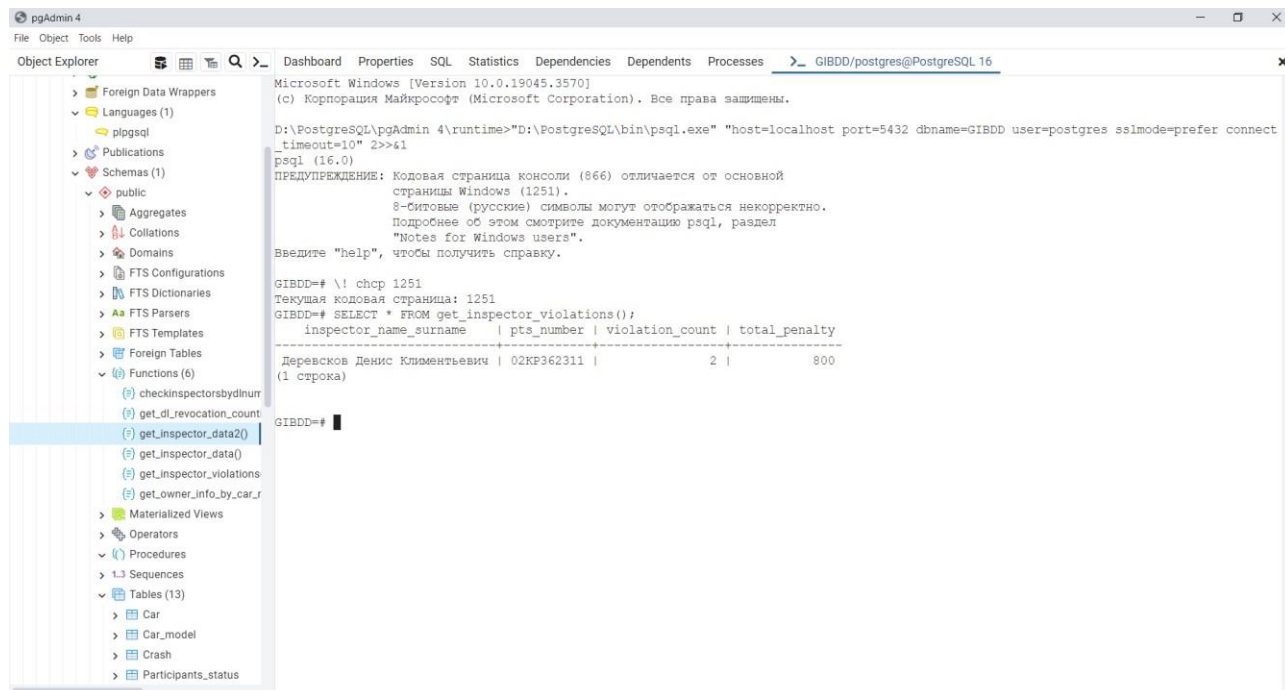 pgAdmin 4
File Object Tools Help
Object Explorer
Dashboard Properties SQL Statistics Dependencies Dependents Processes GIBDD/postgres@PostgreSQL 16
Foreign Data Wrappers
Languages (1)
plpgsql
Publications
Schemas (1)
public
Aggregates
Collations
Domains
FTS Configurations
FTS Dictionaries
FTS Parsers
FTS Templates
Foreign Tables
Functions (6)
checkinspectorsbydlnum
get_dl_revocation_count
get_inspector_data2()
get_inspector_data()
get_inspector_violations
get_owner_info_by_car_r
Materialized Views
Operators
Procedures
1..3 Sequences
Tables (13)
Car
Car_model
Crash
Participants_status
Microsoft Windows [Version 10.0.19045.3570]
(c) Корпорация Майкрософт (Microsoft Corporation). Все права защищены.
D:\PostgreSQL\pgAdmin 4\runtime>"D:\PostgreSQL\bin\psql.exe" "host=localhost port=5432 dbname=GIBDD user=postgres sslmode=prefer connect
_timeout=10" 2>>&1
psql (16.0)
ПРЕДУПРЕЖДЕНИЕ: Кодовая страница консоли (866) отличается от основной
страницы Windows (1251).
8-битовые (русские) символы могут отображаться некорректно.
Подробнее об этом смотрите документацию psql, раздел
"Notes for Windows users".
Введите "help", чтобы получить справку.
GIBDD=# \! chcp 1251
Текущая кодовая страница: 1251
GIBDD=# SELECT * FROM get_inspector_violations();
inspector_name_surname | pts_number | violation_count | total_penalty
-------------------------------+------------+-----------------+---------------
Деревсков Денис Климентьевич | 02КР362311 | 2 | 800
(1 строка)
GIBDD=#